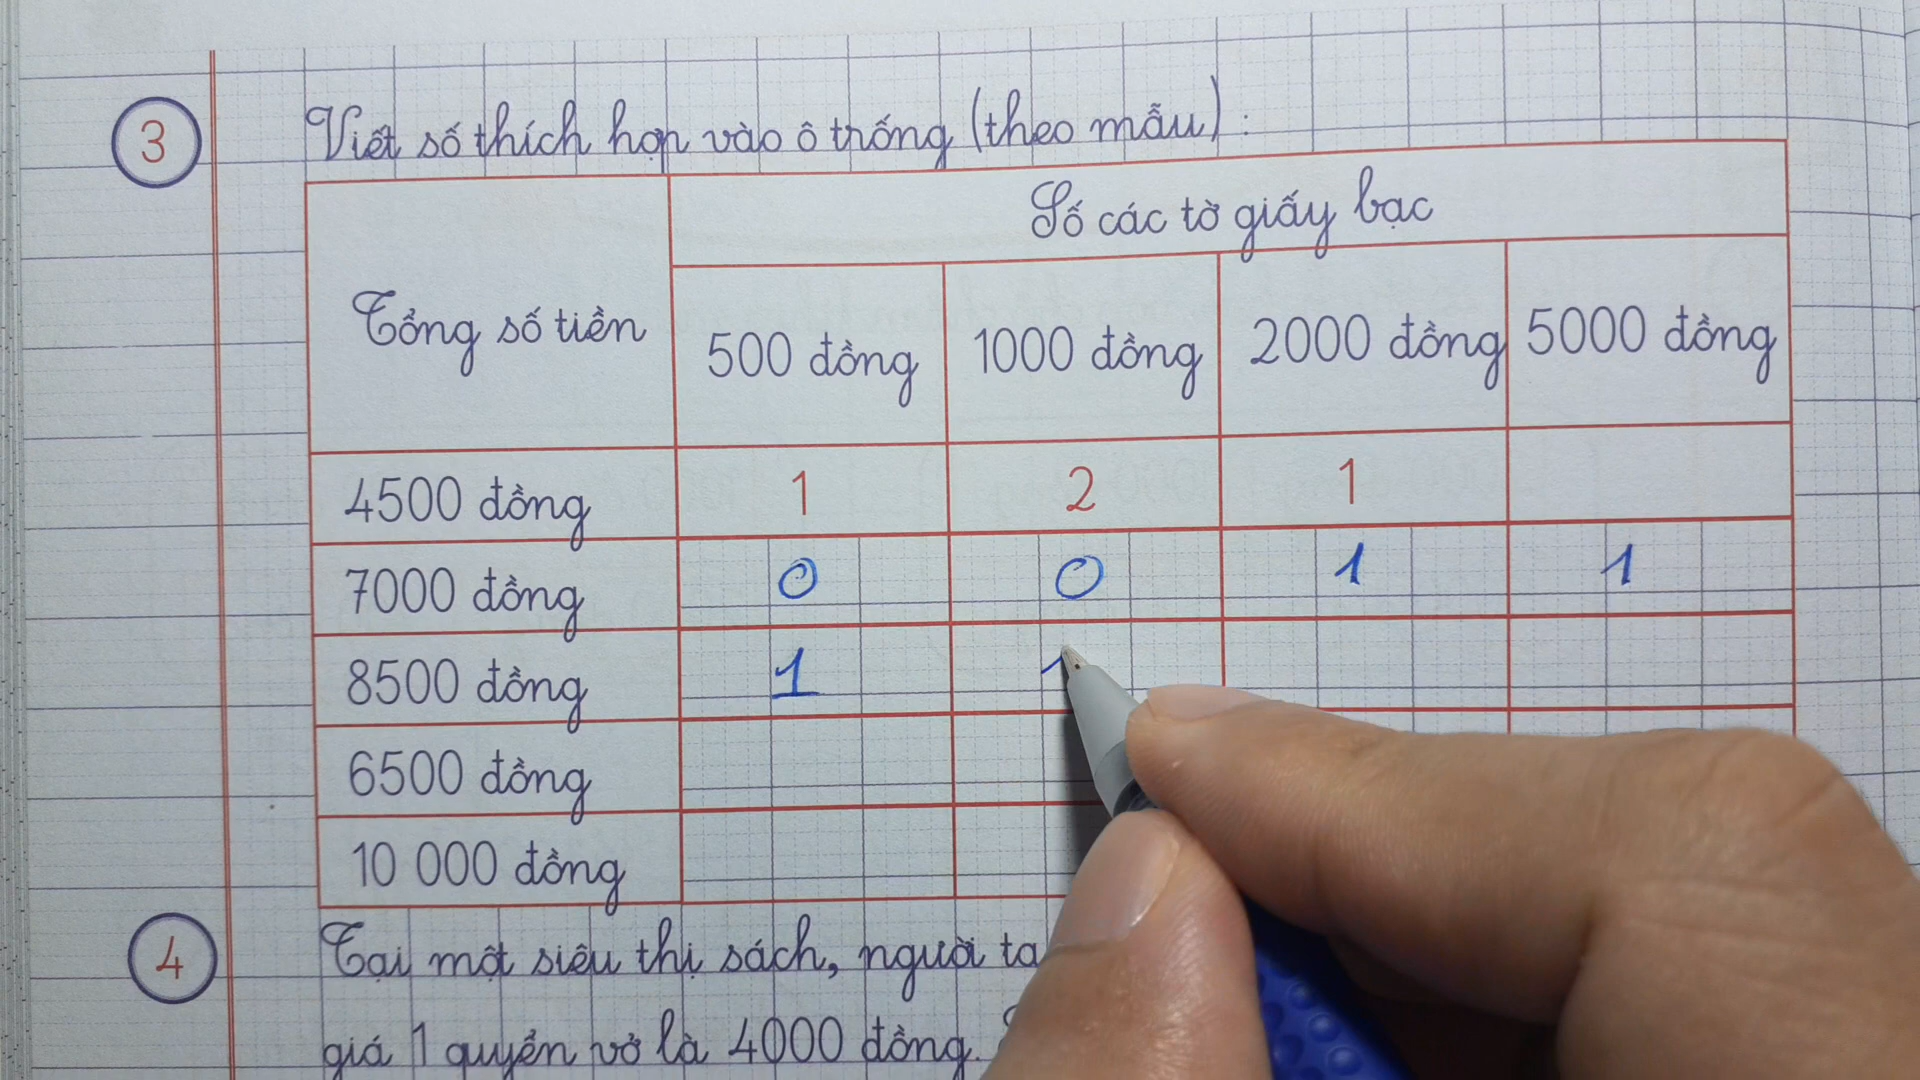 3 Viết số thích hợp vào ô trống (theo mẫu) :
Tổng số tiền Số các tờ giấy bạc
500 đồng 1000 đồng 2000 đồng 5000 đồng
4500 đồng 1 2 1
7000 đồng 0 0 1 1
8500 đồng 1 1
6500 đồng
10 000 đồng
4 Tại một siêu thị sách, người ta
giá 1 quyển vở là 4000 đồng.